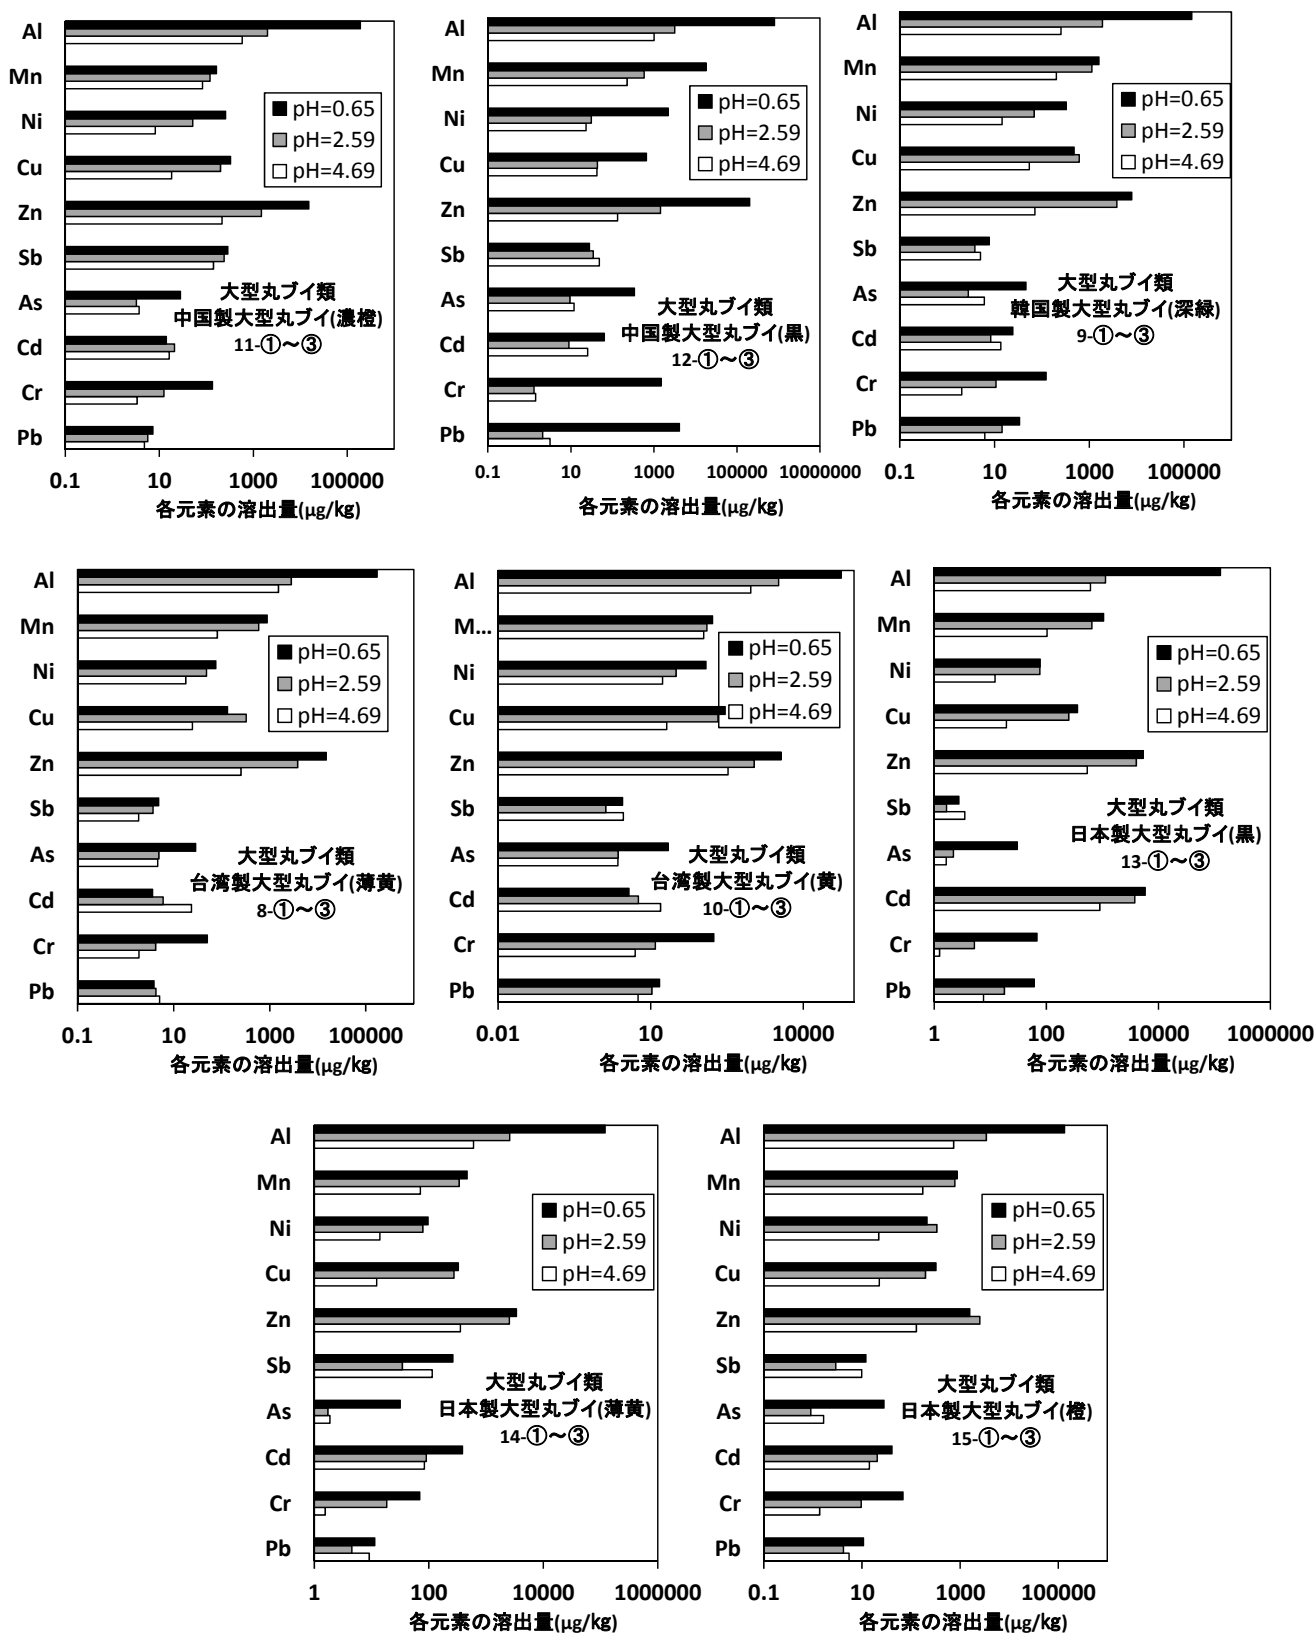 Al
Mn
Ni
Cu
Zn
Sb
As
Cd
Cr
Pb
pH=0.65
pH=2.59
pH=4.69
大型丸ブイ類
中国製大型丸ブイ(濃橙)
11-①～③
0.1 10 1000 100000
各元素の溶出量(μg/kg)
Al
Mn
Ni
Cu
Zn
Sb
As
Cd
Cr
Pb
pH=0.65
pH=2.59
pH=4.69
大型丸ブイ類
中国製大型丸ブイ(黒)
12-①～③
0.1 10 1000 100000 10000000
各元素の溶出量(μg/kg)
Al
Mn
Ni
Cu
Zn
Sb
As
Cd
Cr
Pb
pH=0.65
pH=2.59
pH=4.69
大型丸ブイ類
韓国製大型丸ブイ(深緑)
9-①～③
0.1 10 1000 100000
各元素の溶出量(μg/kg)
Al
Mn
Ni
Cu
Zn
Sb
As
Cd
Cr
Pb
pH=0.65
pH=2.59
pH=4.69
大型丸ブイ類
台湾製大型丸ブイ(薄黄)
8-①～③
0.1 10 1000 100000
各元素の溶出量(μg/kg)
Al
M...
Ni
Cu
Zn
Sb
As
Cd
Cr
Pb
pH=0.65
pH=2.59
pH=4.69
大型丸ブイ類
台湾製大型丸ブイ(黄)
10-①～③
0.01 10 10000
各元素の溶出量(μg/kg)
Al
Mn
Ni
Cu
Zn
Sb
As
Cd
Cr
Pb
pH=0.65
pH=2.59
pH=4.69
大型丸ブイ類
日本製大型丸ブイ(黒)
13-①～③
1 100 10000 1000000
各元素の溶出量(μg/kg)
Al
Mn
Ni
Cu
Zn
Sb
As
Cd
Cr
Pb
pH=0.65
pH=2.59
pH=4.69
大型丸ブイ類
日本製大型丸ブイ(薄黄)
14-①～③
1 100 10000 1000000
各元素の溶出量(μg/kg)
Al
Mn
Ni
Cu
Zn
Sb
As
Cd
Cr
Pb
pH=0.65
pH=2.59
pH=4.69
大型丸ブイ類
日本製大型丸ブイ(橙)
15-①～③
0.1 10 1000 100000
各元素の溶出量(μg/kg)